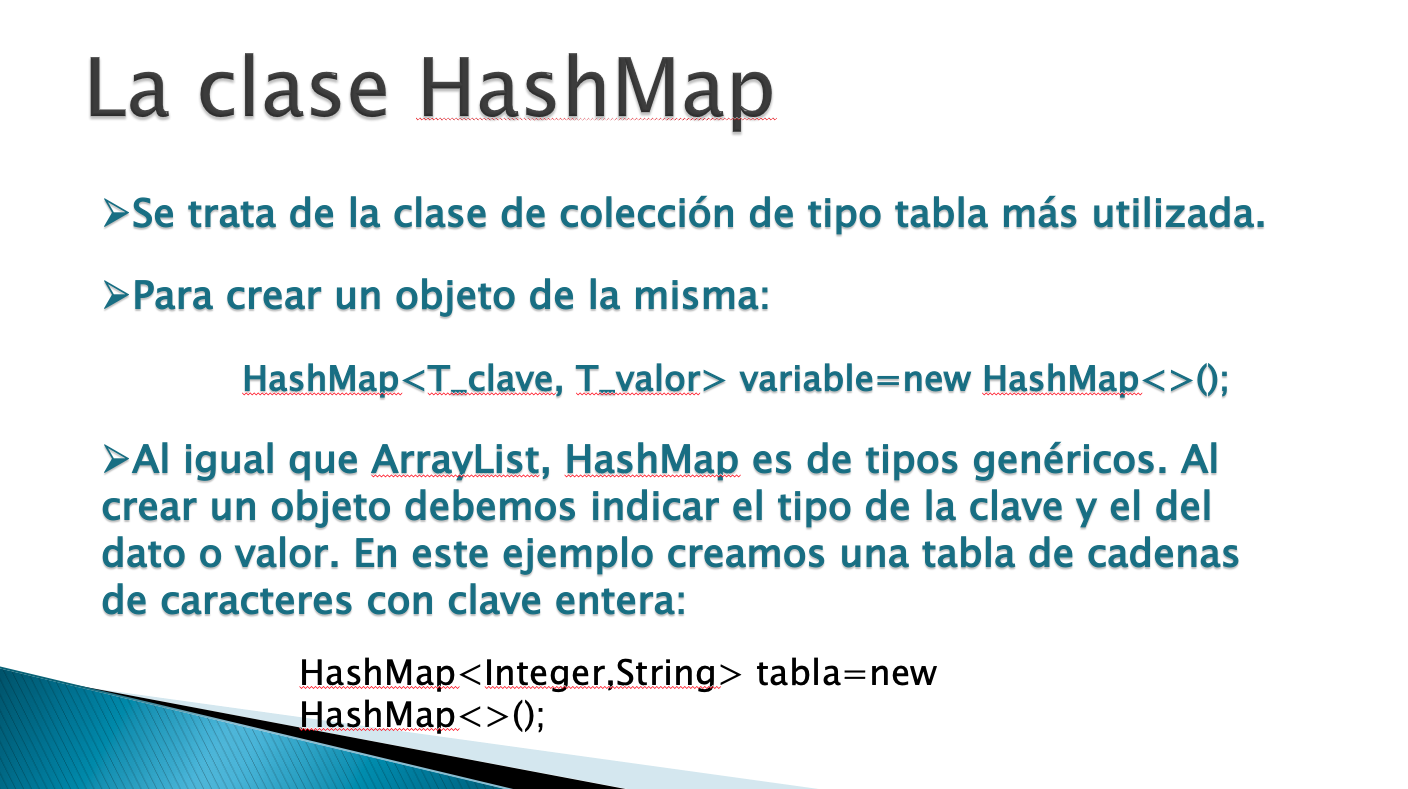 La clase HashMap
➢Se trata de la clase de colección de tipo tabla más utilizada.
➢Para crear un objeto de la misma:
HashMap<T_clave, T_valor> variable=new HashMap<>();
➢Al igual que ArrayList, HashMap es de tipos genéricos. Al
crear un objeto debemos indicar el tipo de la clave y el del
dato o valor. En este ejemplo creamos una tabla de cadenas
de caracteres con clave entera:
HashMap<Integer,String> tabla=new
HashMap<>();